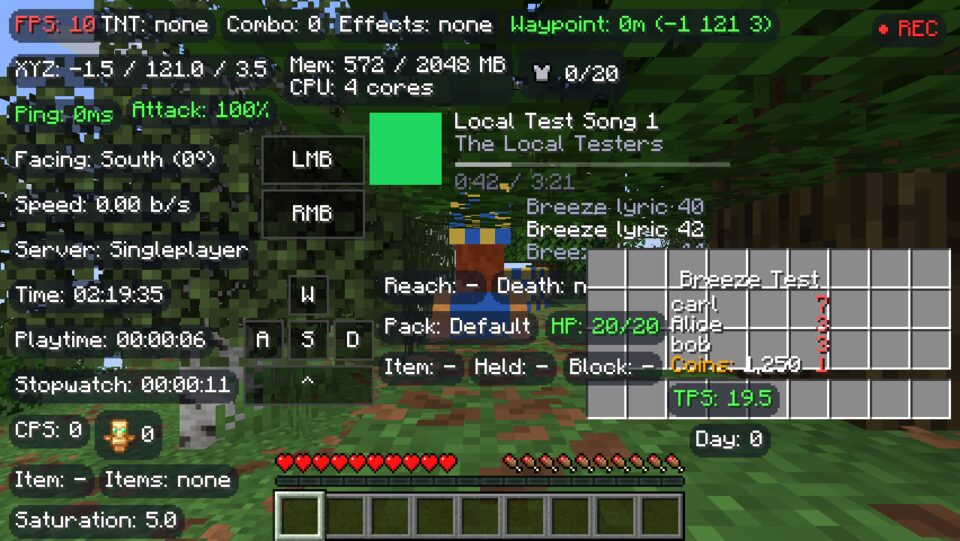 FPS: 10 TNT: none Combo: 0 Effects: none Waypoint: 0m (-1 121 3) REC
XYZ: -1.5 / 121.0 / 3.5 Mem: 572 / 2048 MB
CPU: 4 cores
0/20
Ping: 0ms Attack: 100%
Local Test Song 1
The Local Testers
0:42 / 3:21
Facing: South (0°)
LMB
Speed: 0.00 b/s
RMB
Breeze lyric 40
Breeze lyric 42
Server: Singleplayer
Breeze Test
Reach: - Death:
Time: 02:19:35
W
carl 7
Pack: Default HP: 20/20
bob 3
Playtime: 00:00:06
A S D
Coins: 1,250 1
Item: - Held: - Block: -
Stopwatch: 00:00:11
^
TPS: 19.5
CPS: 0 0
Day: 0
Item: - Items: none
Saturation: 5.0